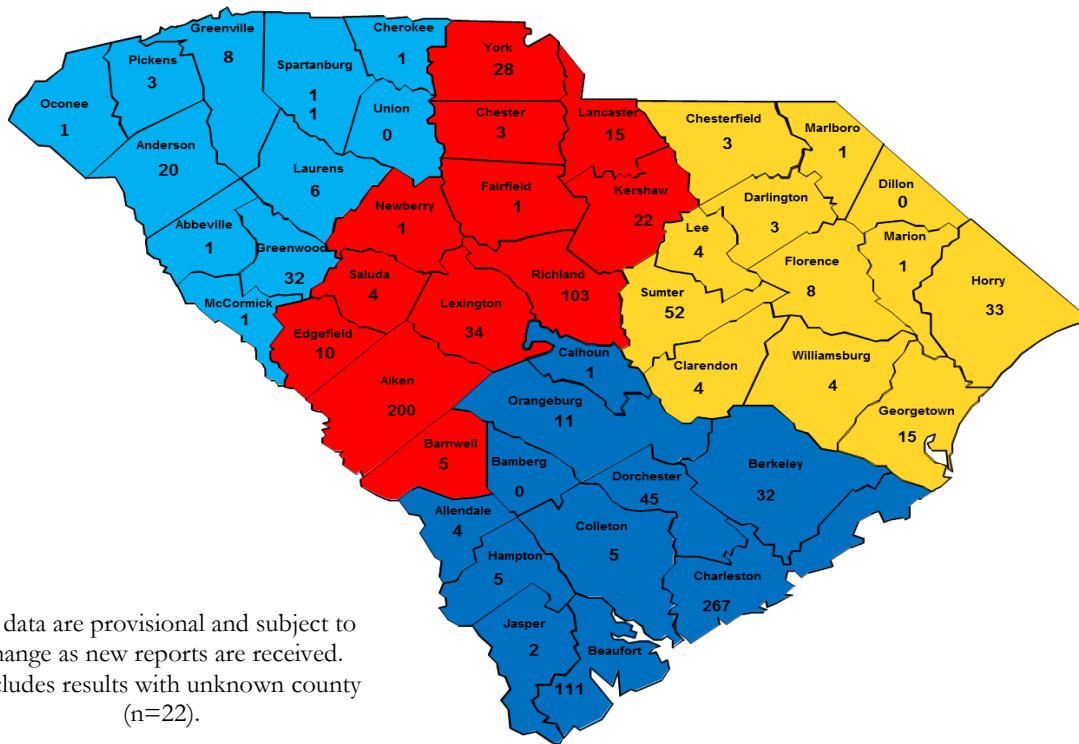 Greenville
8
Cherokee
1
Pickens
3
Spartanburg
1
1
York
28
Oconee
1
Union
0
Chester
3
Lancaster
15
Chesterfield
3
Marlboro
1
Anderson
20
Laurens
6
Fairfield
1
Kershaw
22
Darlington
3
Dillon
0
Abbeville
1
Greenwood
32
Newberry
1
Lee
4
Marion
1
Saluda
4
Richland
103
Florence
8
Horry
33
McCormick
1
Lexington
34
Sumter
52
Edgefield
10
Calhoun
1
Clarendon
4
Williamsburg
4
Aiken
200
Orangeburg
11
Georgetown
15
Barnwell
5
Bamberg
0
Dorchester
45
Berkeley
32
Allendale
4
Colleton
5
Hampton
5
Charleston
267
Jasper
2
Beaufort
111
data are provisional and subject to
hange as new reports are received.
cludes results with unknown county
(n=22).